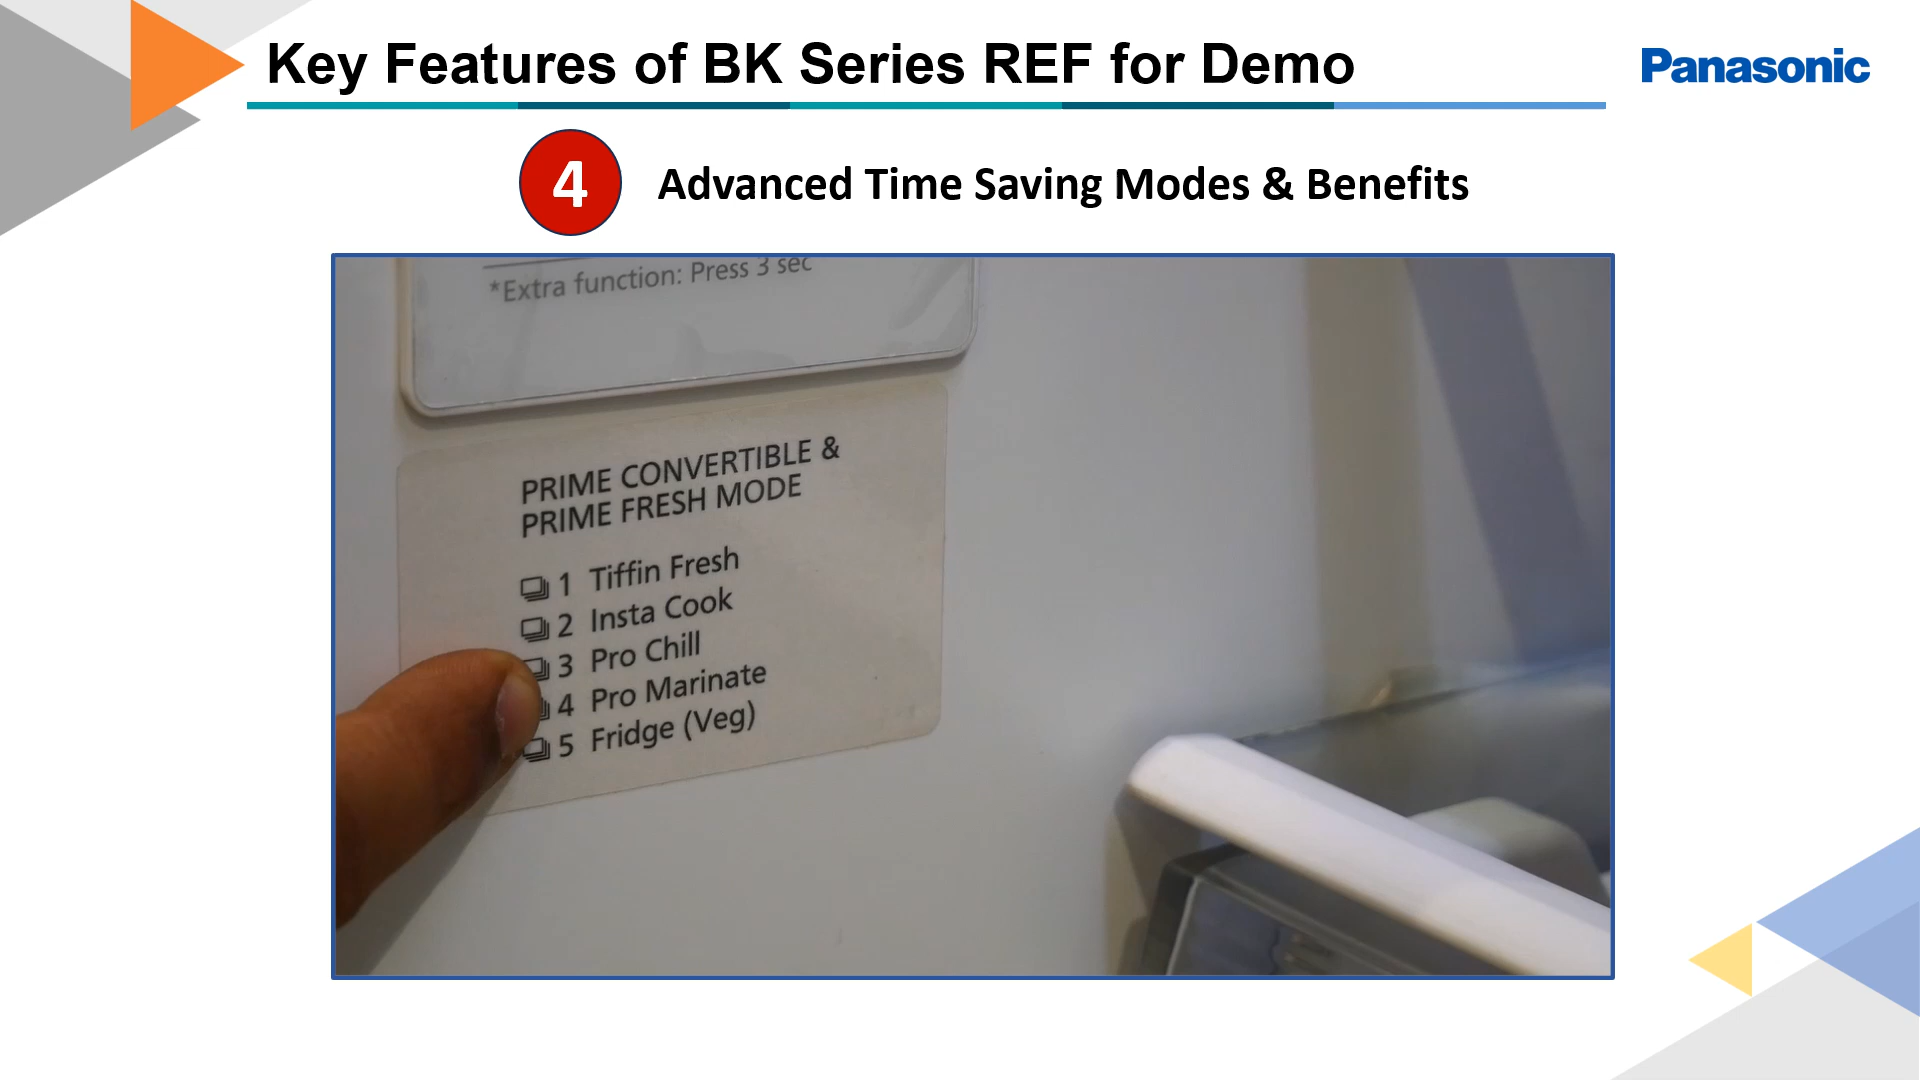 Key Features of BK Series REF for Demo
Panasonic
4
Advanced Time Saving Modes & Benefits
*Extra function: Press 3 sec
PRIME CONVERTIBLE &
PRIME FRESH MODE
1 Tiffin Fresh
2 Insta Cook
3 Pro Chill
4 Pro Marinate
5 Fridge (Veg)